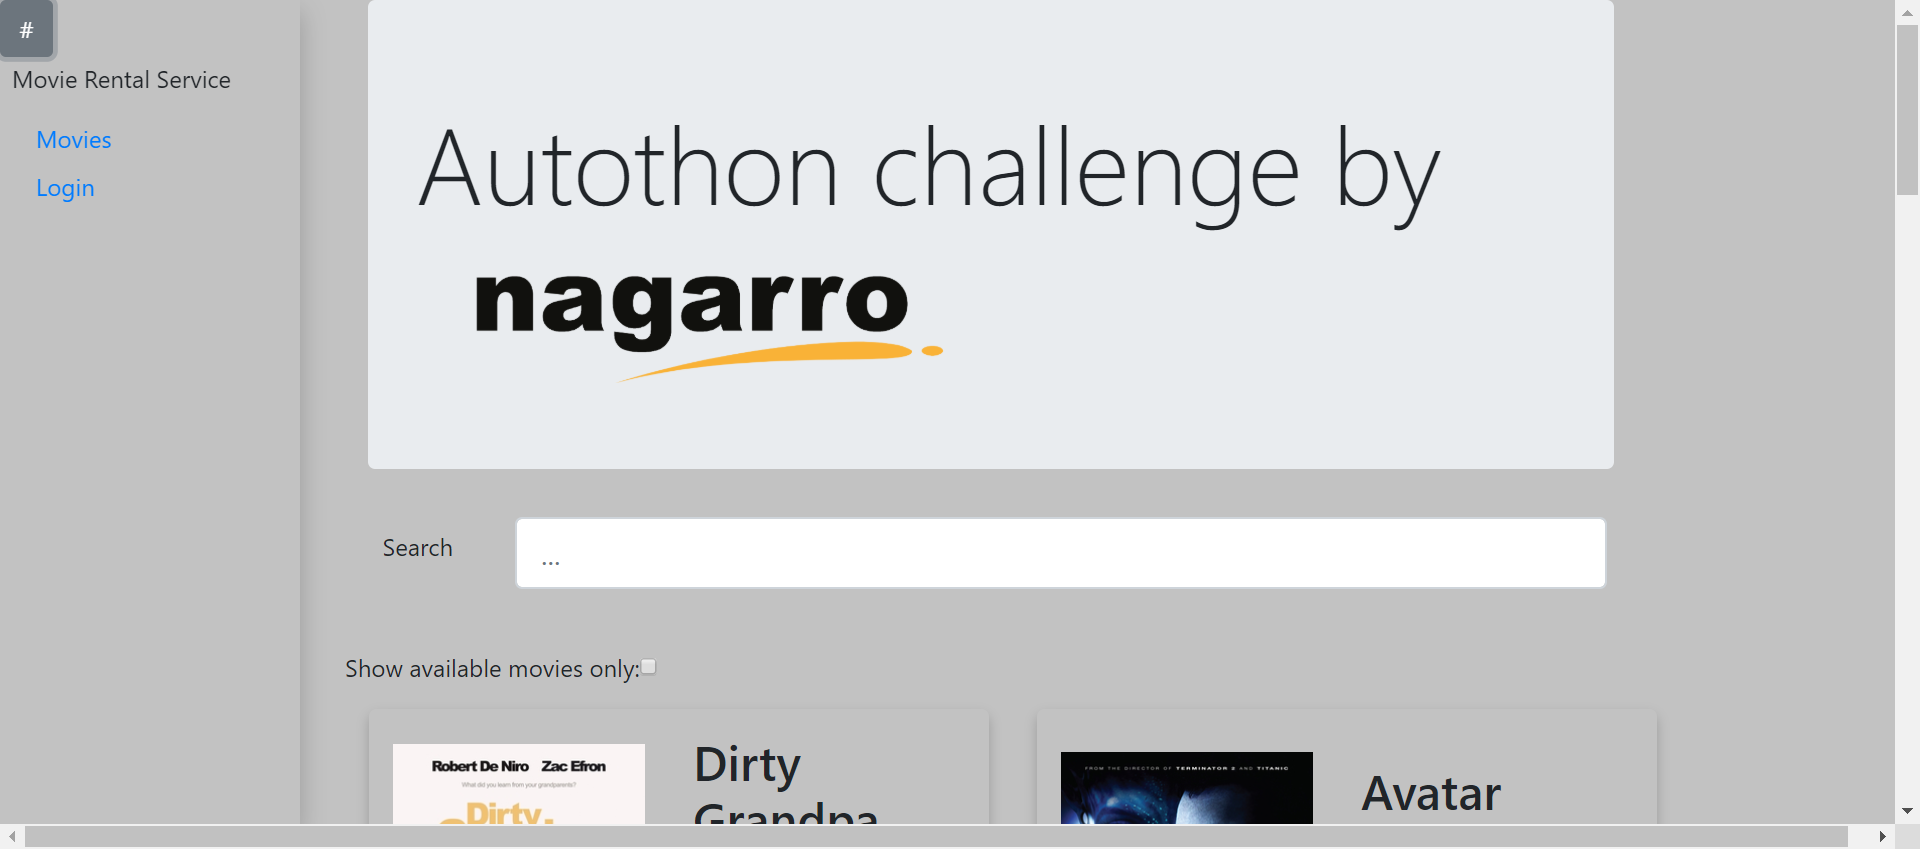 #
Movie Rental Service
Movies
Login
Autothon challenge by
nagarro
Search
...
Show available movies only:
Robert De Niro Zac Efron
What did you learn from your grandparents?
Dirty
Dirty
Grandpa
FROM THE DIRECTOR OF TERMINATOR 2 AND TITANIC
Avatar